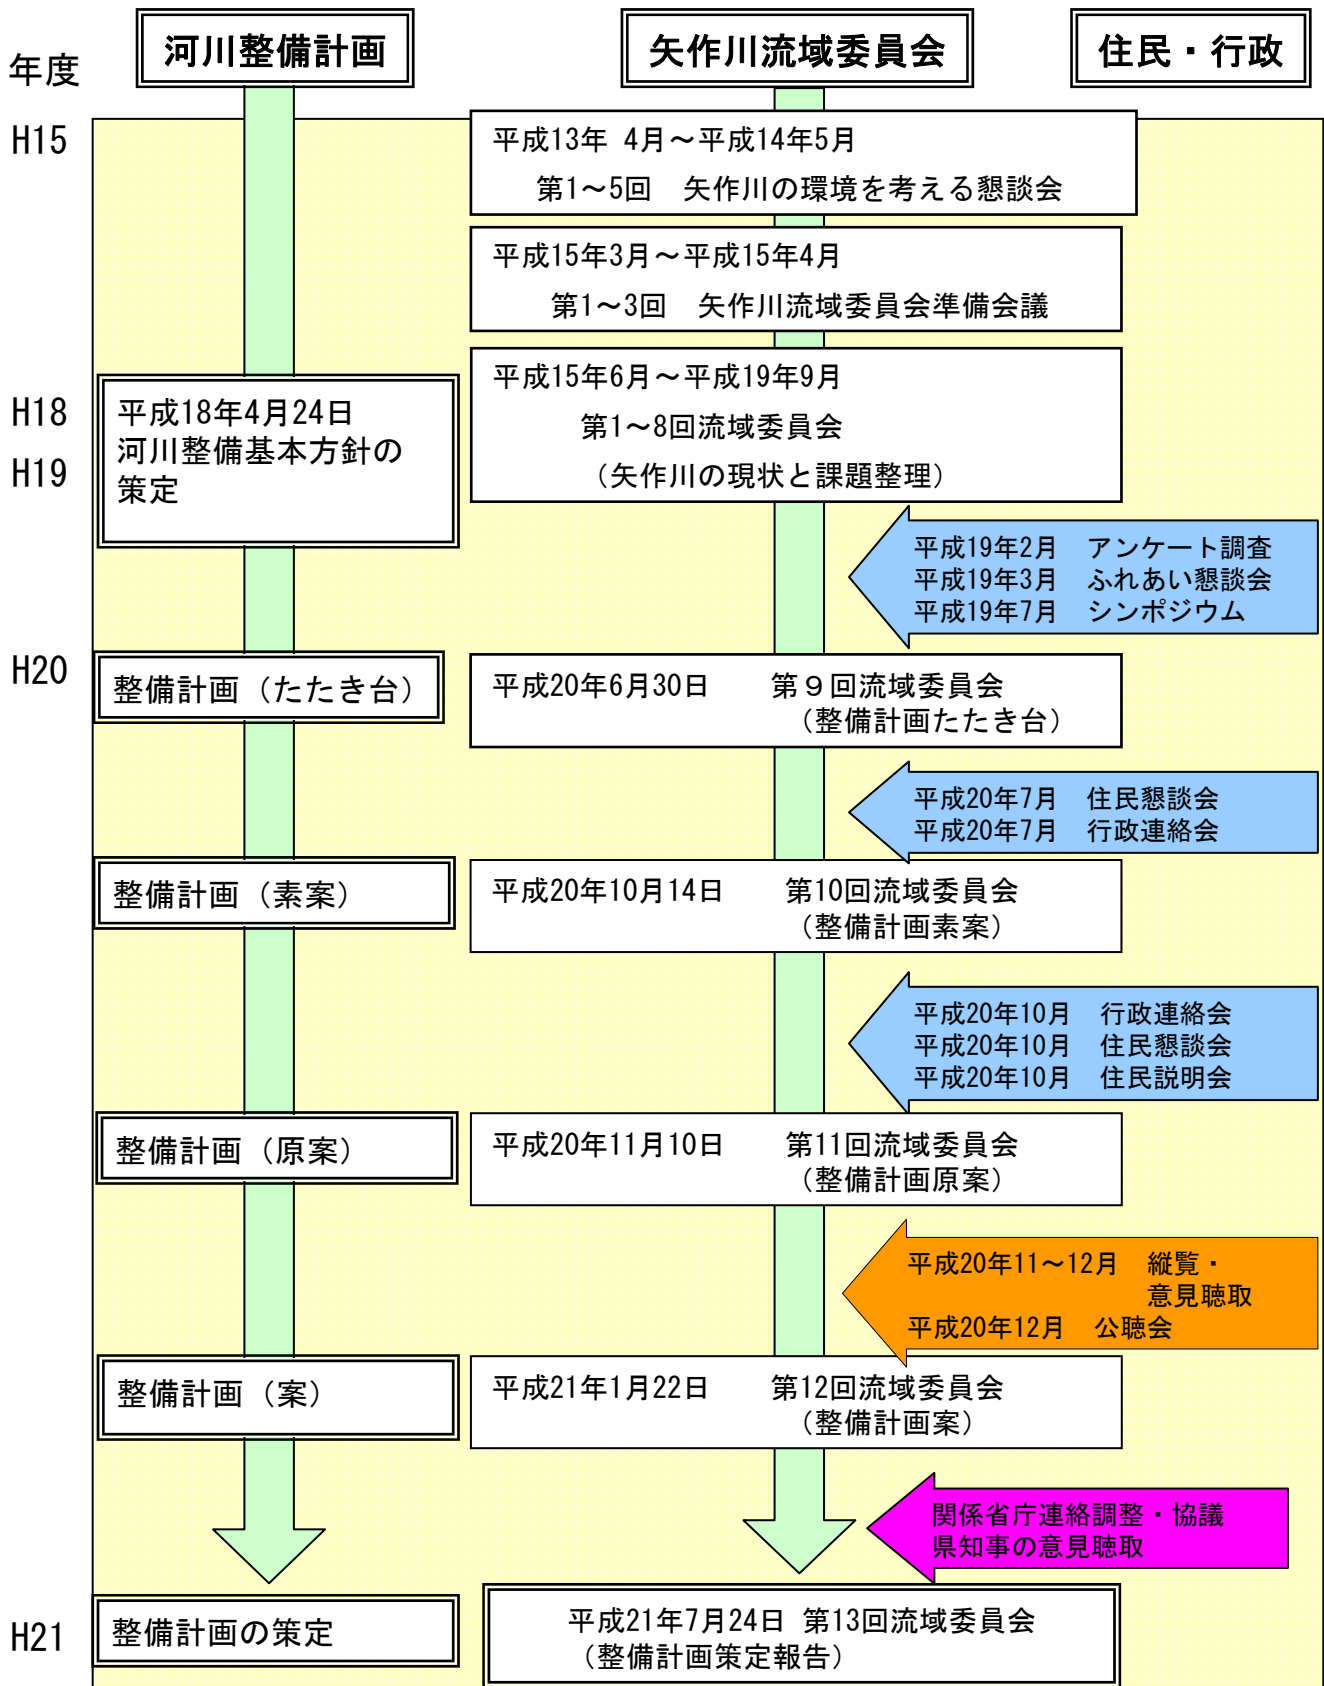 河川整備計画
矢作川流域委員会
住民・行政
年度
H15
平成13年 4月～平成14年5月
第1～5回　矢作川の環境を考える懇談会
平成15年3月～平成15年4月
第1～3回　矢作川流域委員会準備会議
H18
H19
平成18年4月24日
河川整備基本方針の
策定
平成15年6月～平成19年9月
第1～8回流域委員会
（矢作川の現状と課題整理）
平成19年2月　アンケート調査
平成19年3月　ふれあい懇談会
平成19年7月　シンポジウム
H20
整備計画（たたき台）
平成20年6月30日　　第９回流域委員会
（整備計画たたき台）
平成20年7月　住民懇談会
平成20年7月　行政連絡会
整備計画（素案）
平成20年10月14日　　第10回流域委員会
（整備計画素案）
平成20年10月　行政連絡会
平成20年10月　住民懇談会
平成20年10月　住民説明会
整備計画（原案）
平成20年11月10日　　第11回流域委員会
（整備計画原案）
平成20年11～12月　縦覧・
意見聴取
平成20年12月　公聴会
整備計画（案）
平成21年1月22日　　第12回流域委員会
（整備計画案）
関係省庁連絡調整・協議
県知事の意見聴取
H21
整備計画の策定
平成21年7月24日 第13回流域委員会
（整備計画策定報告）